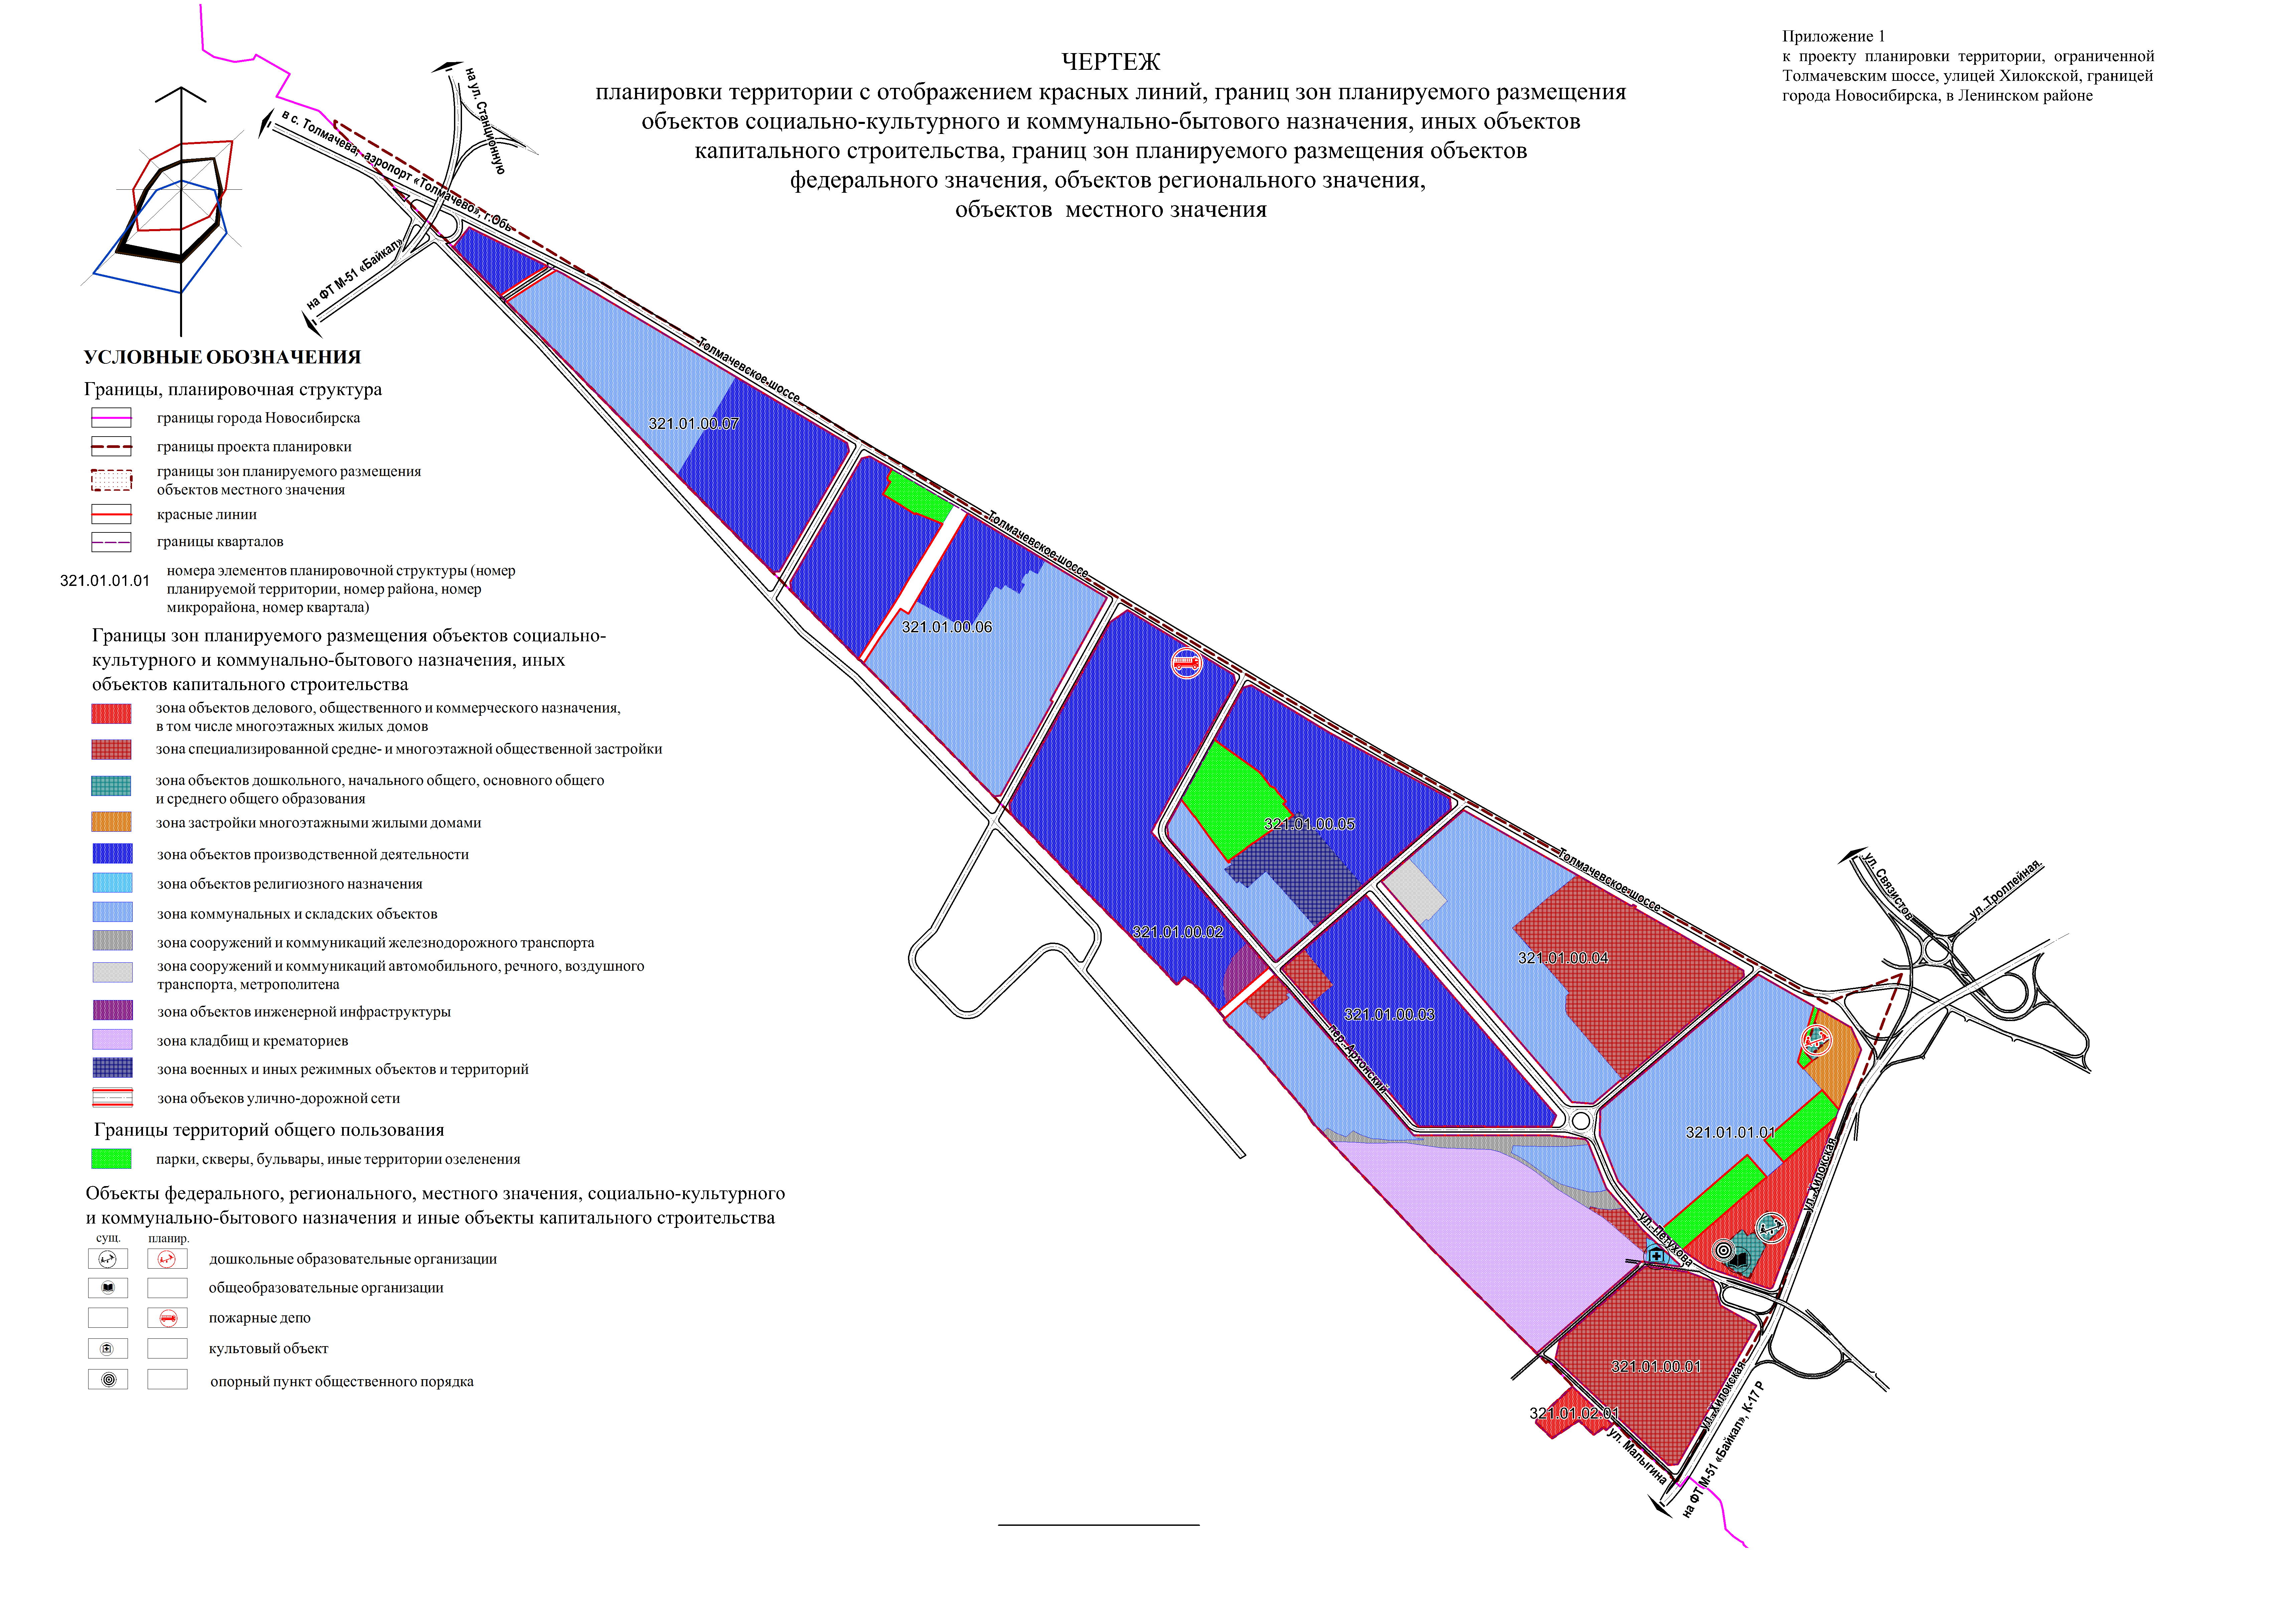 Приложение 1
к проекту планировки территории, ограниченной
Толмачевским шоссе, улицей Хилокской, границей
города Новосибирска, в Ленинском районе
ЧЕРТЕЖ
планировки территории с отображением красных линий, границ зон планируемого размещения
объектов социально-культурного и коммунально-бытового назначения, иных объектов
капитального строительства, границ зон планируемого размещения объектов
федерального значения, объектов регионального значения,
объектов местного значения
на ул. Станционную
в с. Толмачева, аэропорт «Толмачево», г.Обь
на ФТ М-51 «Байкал»
УСЛОВНЫЕ ОБОЗНАЧЕНИЯ
Границы, планировочная структура
границы города Новосибирска
границы проекта планировки
границы зон планируемого размещения
объектов местного значения
красные линии
границы кварталов
321.01.01.01
номера элементов планировочной структуры (номер
планируемой территории, номер района, номер
микрорайона, номер квартала)
Границы зон планируемого размещения объектов социально-
культурного и коммунально-бытового назначения, иных
объектов капитального строительства
зона объектов делового, общественного и коммерческого назначения,
в том числе многоэтажных жилых домов
зона специализированной средне- и многоэтажной общественной застройки
зона объектов дошкольного, начального общего, основного общего
и среднего общего образования
зона застройки многоэтажными жилыми домами
зона объектов производственной деятельности
зона объектов религиозного назначения
зона коммунальных и складских объектов
зона сооружений и коммуникаций железнодорожного транспорта
зона сооружений и коммуникаций автомобильного, речного, воздушного
транспорта, метрополитена
зона объектов инженерной инфраструктуры
зона кладбищ и крематориев
зона военных и иных режимных объектов и территорий
зона объеков улично-дорожной сети
Границы территорий общего пользования
парки, скверы, бульвары, иные территории озеленения
Объекты федерального, регионального, местного значения, социально-культурного
и коммунально-бытового назначения и иные объекты капитального строительства
сущ. планир.
дошкольные образовательные организации
общеобразовательные организации
пожарные депо
культовый объект
опорный пункт общественного порядка
Толмачевское шоссе
321.01.00.07
Толмачевское шоссе
321.01.00.06
321.01.00.05
Толмачевское шоссе
ул. Связистов
ул. Троллейная
321.01.00.02
321.01.00.04
321.01.00.03
пер. Архонский
321.01.01.01
ул. Хилокская
ул. Петухова
321.01.00.01
321.01.02.01
ул. Хилокская
ул. Малыгина
на ФТ М-51 «Байкал», К-17 Р